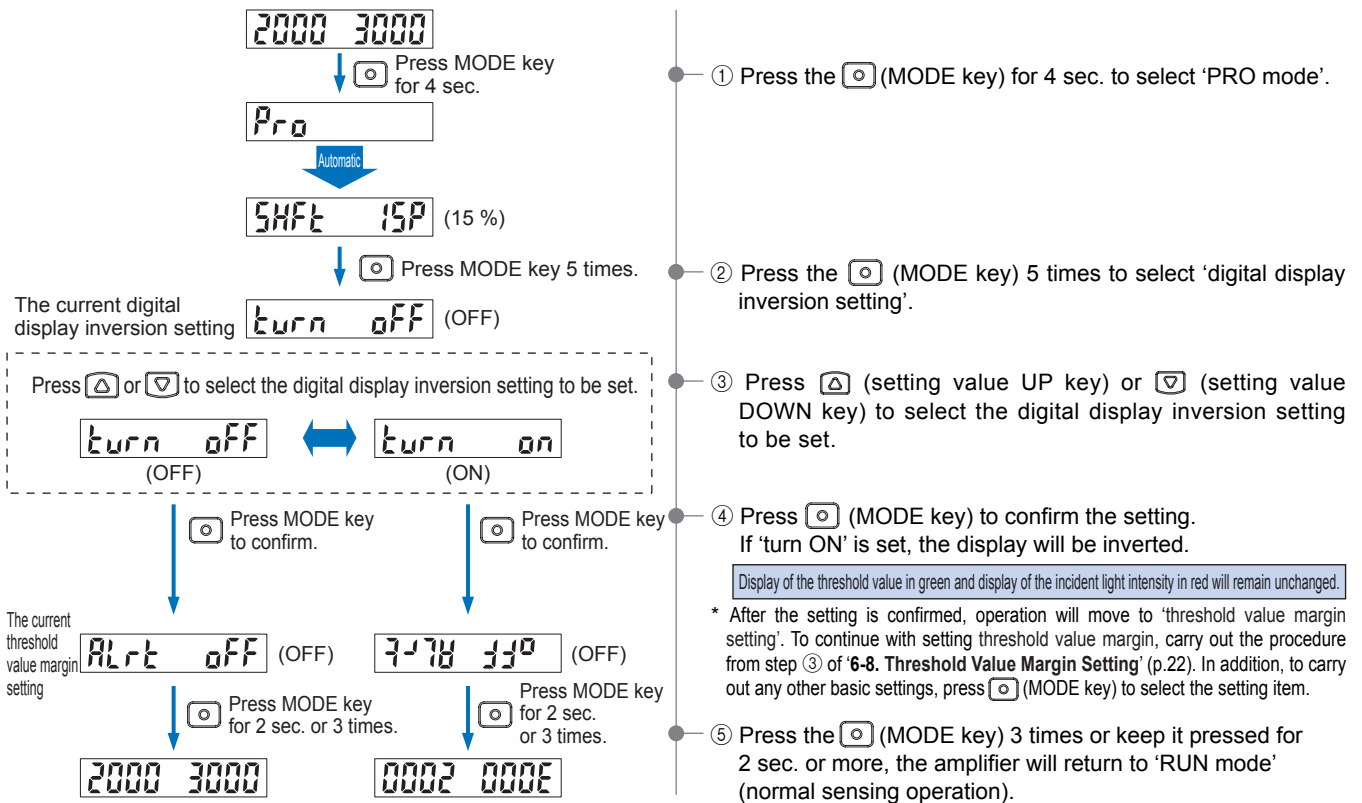 2000 3000
Press MODE key
for 4 sec.
Pro
Automatic
SHFt 15P (15 %)
Press MODE key 5 times.
The current digital
display inversion setting
turn oFF (OFF)
Press or to select the digital display inversion setting to be set.
turn oFF turn on
(OFF) (ON)
Press MODE key
to confirm.
Press MODE key
to confirm.
The current
threshold
value margin
setting
ALrt oFF (OFF)
(OFF)
Press MODE key
for 2 sec. or 3 times.
Press MODE key
for 2 sec.
or 3 times.
2000 3000
0002 000E
① Press the (MODE key) for 4 sec. to select ‘PRO mode’.
② Press the (MODE key) 5 times to select ‘digital display
inversion setting’.
③ Press (setting value UP key) or (setting value
DOWN key) to select the digital display inversion setting
to be set.
④ Press (MODE key) to confirm the setting.
If ‘turn ON’ is set, the display will be inverted.
Display of the threshold value in green and display of the incident light intensity in red will remain unchanged.
* After the setting is confirmed, operation will move to ‘threshold value margin
setting’. To continue with setting threshold value margin, carry out the procedure
from step ③ of ‘6-8. Threshold Value Margin Setting’ (p.22). In addition, to carry
out any other basic settings, press (MODE key) to select the setting item.
⑤ Press the (MODE key) 3 times or keep it pressed for
2 sec. or more, the amplifier will return to ‘RUN mode’
(normal sensing operation).